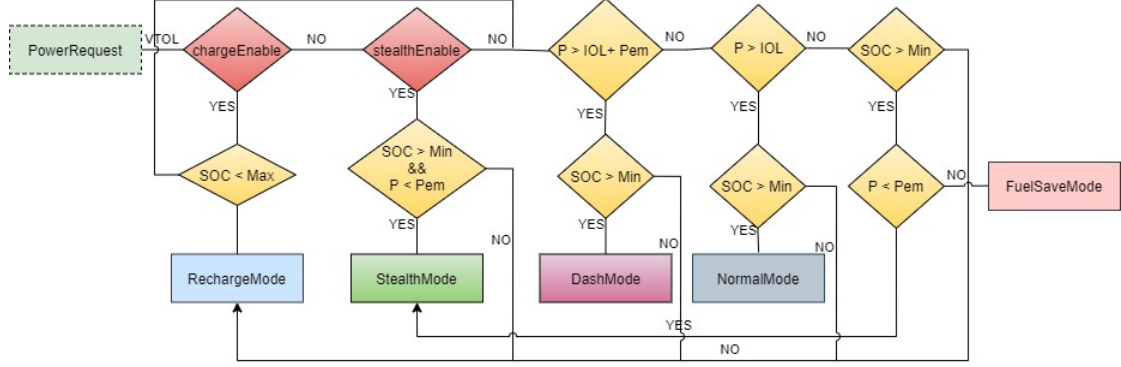 PowerRequest
VTOL
chargeEnable
NO
stealthEnable
NO
P > IOL+ Pem
NO
P > IOL
NO
SOC > Min
YES
YES
YES
YES
YES
SOC < Max
SOC > Min
&&
P < Pem
SOC > Min
SOC > Min
P < Pem
NO
FuelSaveMode
YES
YES
YES
NO
NO
NO
RechargeMode
StealthMode
DashMode
NormalMode
YES
NO